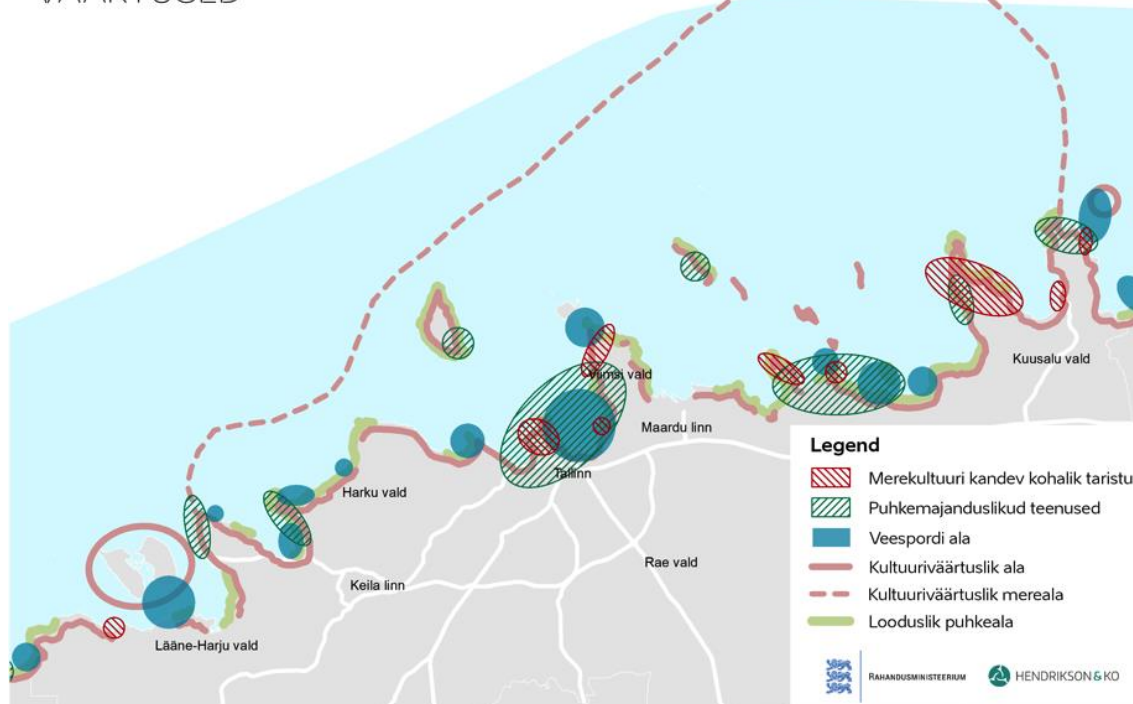 VÄÄRTUSED
Viimsi vald
Kuusalu vald
Maardu linn
Tallinn
Harku vald
Rae vald
Keila linn
Lääne-Harju vald
Legend
Merekultuuri kandev kohalik taristu
Puhkemajanduslikud teenused
Veespordi ala
Kultuuriväärtuslik ala
Kultuuriväärtuslik mereala
Looduslik puhkeala
RAHANDUSMINISTEERIUM
HENDRIKSON & KO